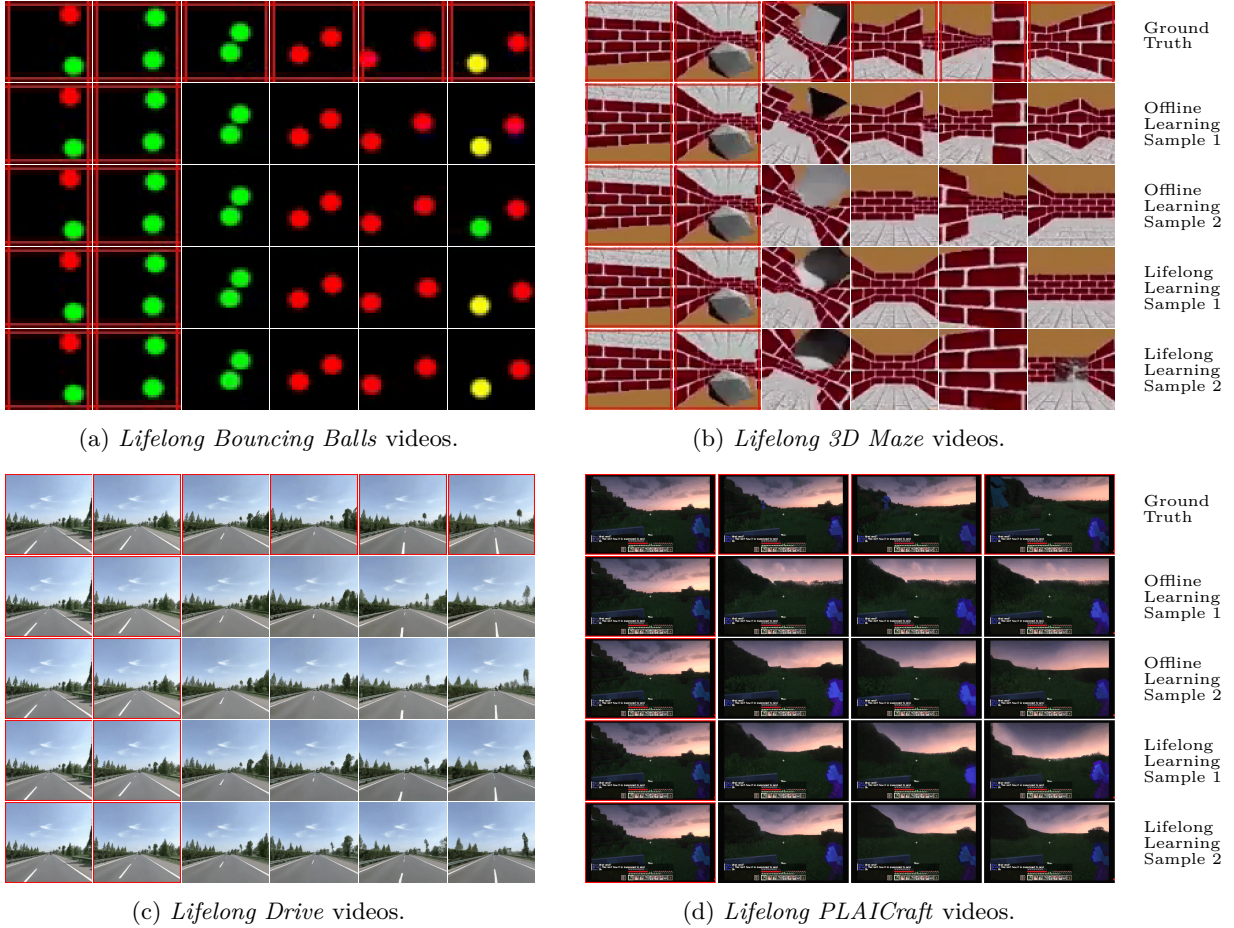 Ground
Truth
Offline
Learning
Sample 1
Offline
Learning
Sample 2
Lifelong
Learning
Sample 1
Lifelong
Learning
Sample 2
(a) Lifelong Bouncing Balls videos.
(b) Lifelong 3D Maze videos.
Ground
Truth
Offline
Learning
Sample 1
Offline
Learning
Sample 2
Lifelong
Learning
Sample 1
Lifelong
Learning
Sample 2
(c) Lifelong Drive videos.
(d) Lifelong PLAICraft videos.